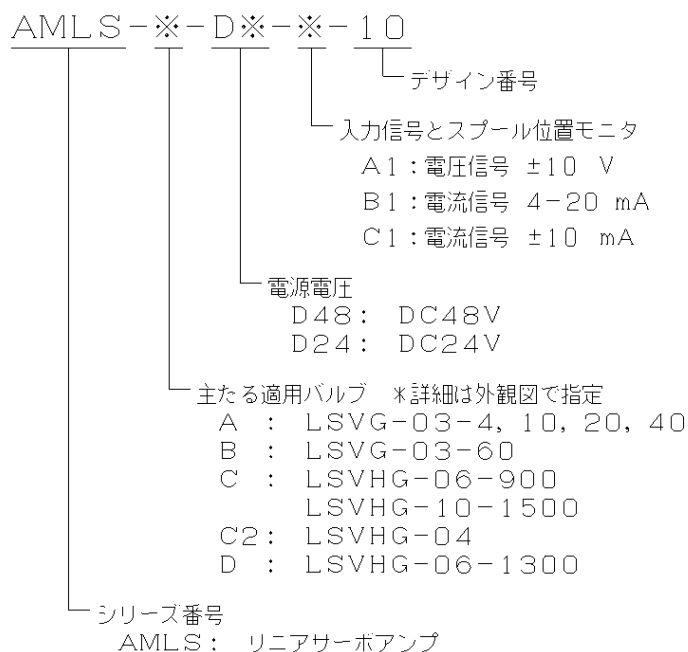 AMLS-※-D※-※-10
デザイン番号
入力信号とスプール位置モニタ
A1:電圧信号 ±10 V
B1:電流信号 4-20 mA
C1:電流信号 ±10 mA
電源電圧
D48: DC48V
D24: DC24V
主たる適用バルブ *詳細は外観図で指定
A : LSVG-03-4, 10, 20, 40
B : LSVG-03-60
C : LSVHG-06-900
LSVHG-10-1500
C2: LSVHG-04
D : LSVHG-06-1300
シリーズ番号
AMLS: リニアサーボアンプ